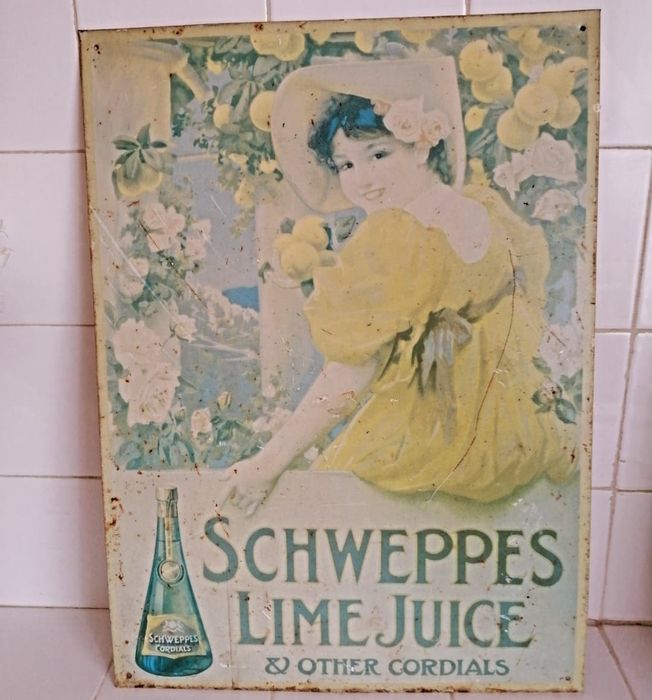 SCHWEPPES
LIME JUICE
& OTHER CORDIALS
SCHWEPPES
CORDIALS